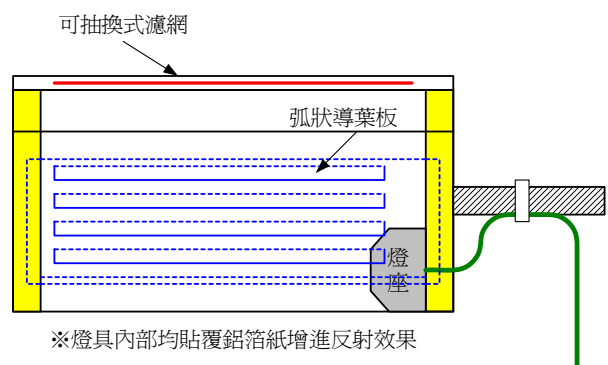 可抽換式濾網
弧狀導葉板
燈
座
※燈具內部均貼覆鋁箔紙增進反射效果